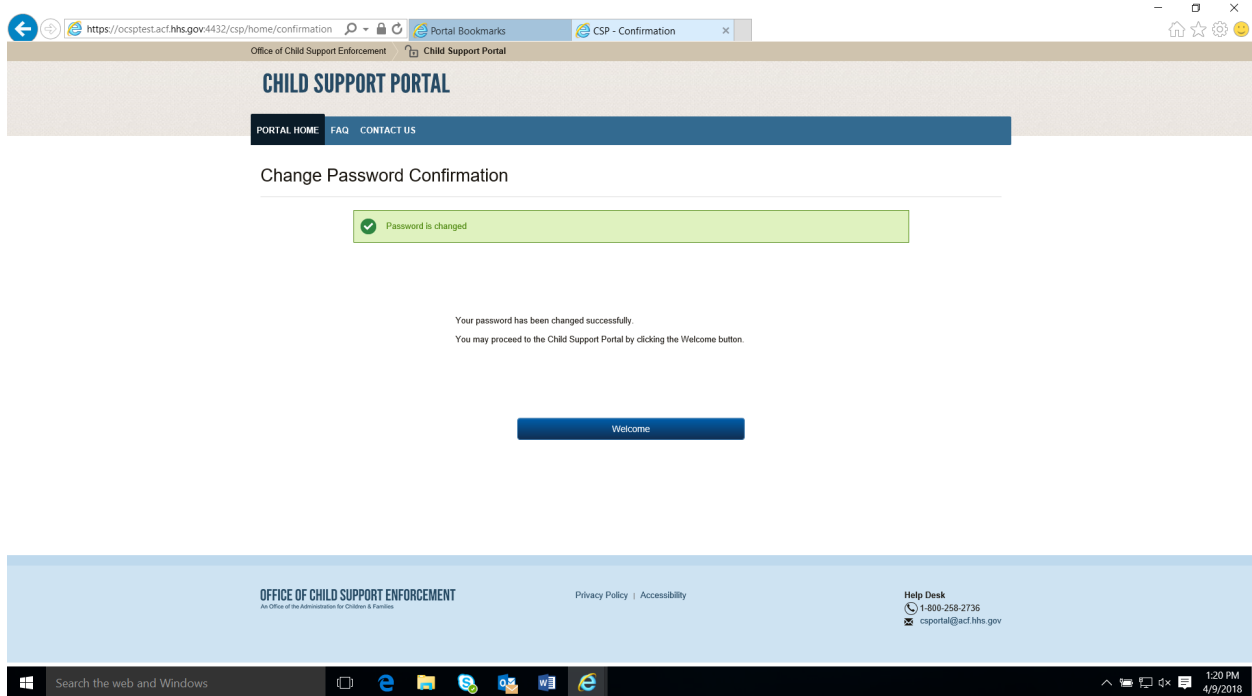 https://ocsptest.acf.hhs.gov:4432/csp/home/confirmation
Portal Bookmarks
CSP - Confirmation
Office of Child Support Enforcement
Child Support Portal
CHILD SUPPORT PORTAL
PORTAL HOME FAQ CONTACT US
Change Password Confirmation
Password is changed
Your password has been changed successfully.
You may proceed to the Child Support Portal by clicking the Welcome button.
Welcome
OFFICE OF CHILD SUPPORT ENFORCEMENT
An Office of the Administration for Children & Families
Privacy Policy | Accessibility
Help Desk
1-800-258-2736
csportal@acf.hhs.gov
Search the web and Windows
1:20 PM
4/9/2018